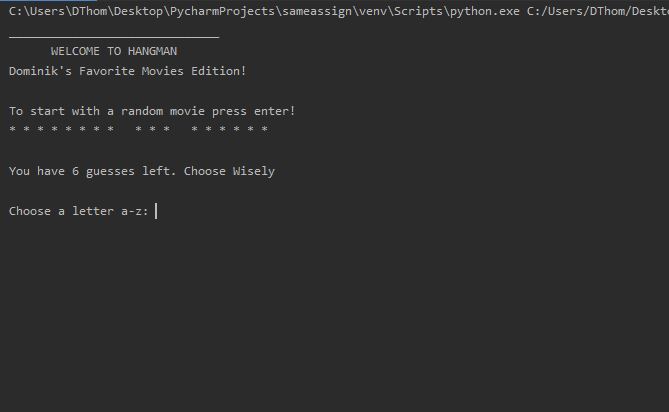 C:\Users\DThom\Desktop\PycharmProjects\sameassign\venv\Scripts\python.exe C:/Users/DThom/Deskto
______________________________
WELCOME TO HANGMAN
Dominik's Favorite Movies Edition!
To start with a random movie press enter!
* * * * * * * *   * * *   * * * * * *
You have 6 guesses left. Choose Wisely
Choose a letter a-z: